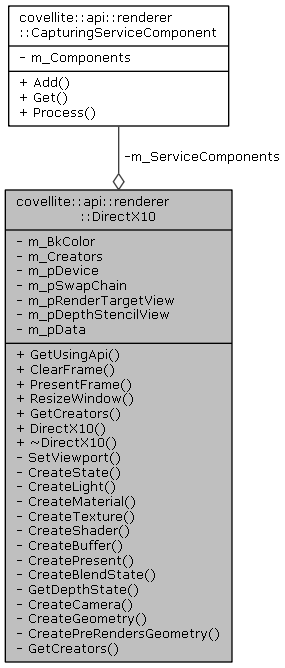 covellite::api::renderer
::CapturingServiceComponent
- m_Components
+ Add()
+ Get()
+ Process()
-m_ServiceComponents
covellite::api::renderer
::DirectX10
- m_BkColor
- m_Creators
- m_pDevice
- m_pSwapChain
- m_pRenderTargetView
- m_pDepthStencilView
- m_pData
+ GetUsingApi()
+ ClearFrame()
+ PresentFrame()
+ ResizeWindow()
+ GetCreators()
+ DirectX10()
+ ~DirectX10()
- SetViewport()
- CreateState()
- CreateLight()
- CreateMaterial()
- CreateTexture()
- CreateShader()
- CreateBuffer()
- CreatePresent()
- CreateBlendState()
- GetDepthState()
- CreateCamera()
- CreateGeometry()
- CreatePreRendersGeometry()
- GetCreators()